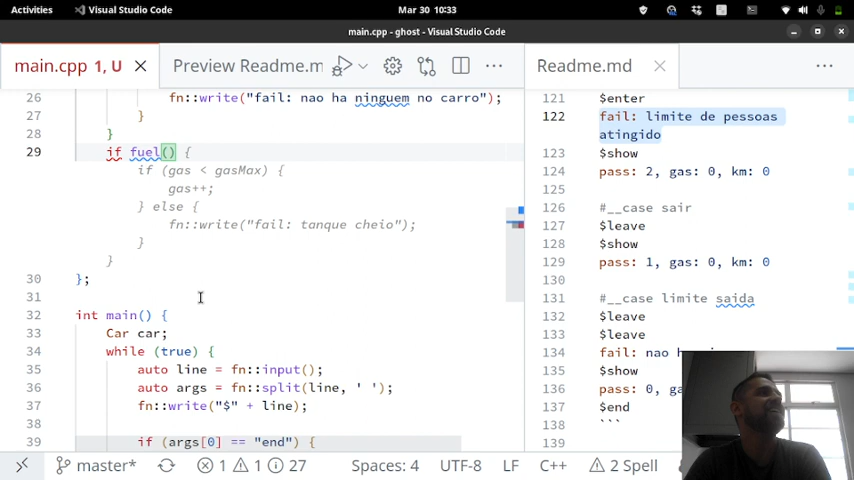 Activities Visual Studio Code Mar 30 10:33
main.cpp - ghost - Visual Studio Code
main.cpp 1, U Preview Readme.m Readme.md
26 fn::write("fail: nao ha ninguem no carro");
27 }
28 }
29 if fuel() {
if (gas < gasMax) {
gas++;
} else {
fn::write("fail: tanque cheio");
}
}
30 };
31
32 int main() {
33 Car car;
34 while (true) {
35 auto line = fn::input();
36 auto args = fn::split(line, ' ');
37 fn::write("$" + line);
38
39 if (args[0] == "end") {
121 $enter
122 fail: limite de pessoas
atingido
123 $show
124 pass: 2, gas: 0, km: 0
125
126 #__case sair
127 $leave
128 $show
129 pass: 1, gas: 0, km: 0
130
131 #__case limite saida
132 $leave
133 $leave
134 fail: nao
135 $show
136 pass: 0,
137 $end
138 ```
139
master* 1 1 27 Spaces: 4 UTF-8 LF C++ 2 Spell